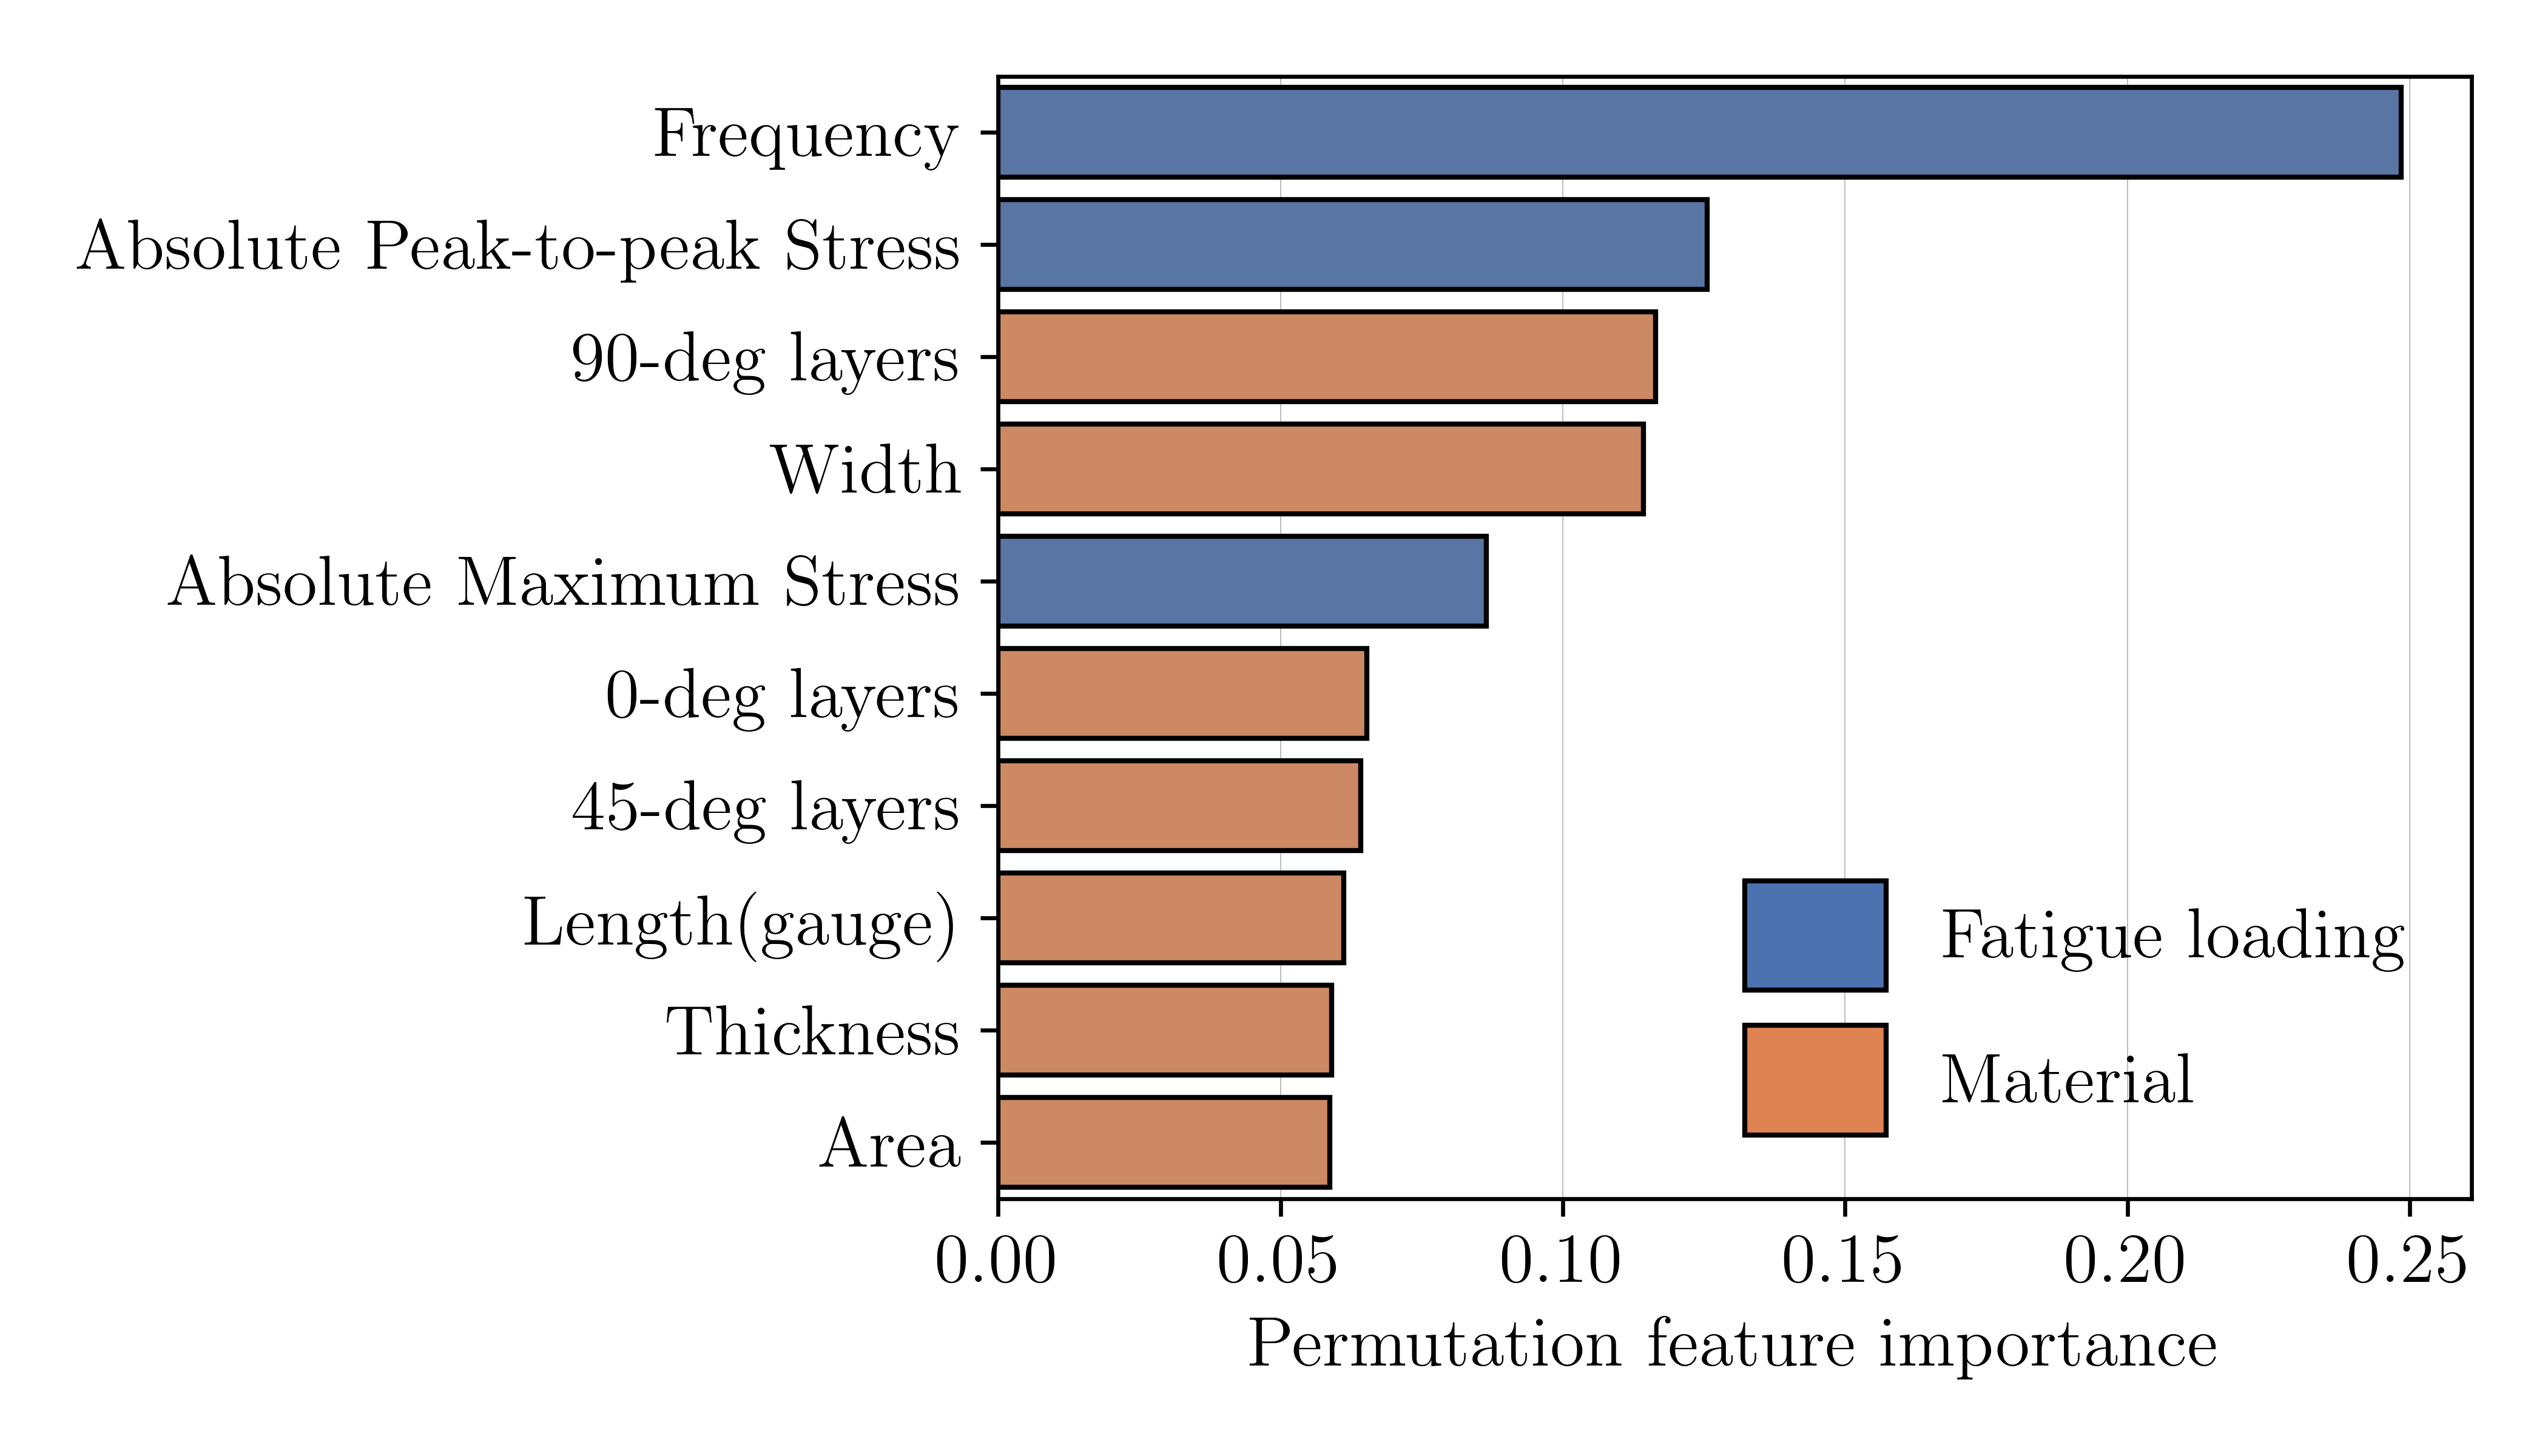 Frequency
Absolute Peak-to-peak Stress
90-deg layers
Width
Absolute Maximum Stress
0-deg layers
45-deg layers
Length(gauge)
Thickness
Area
Fatigue loading
Material
0.00 0.05 0.10 0.15 0.20 0.25
Permutation feature importance